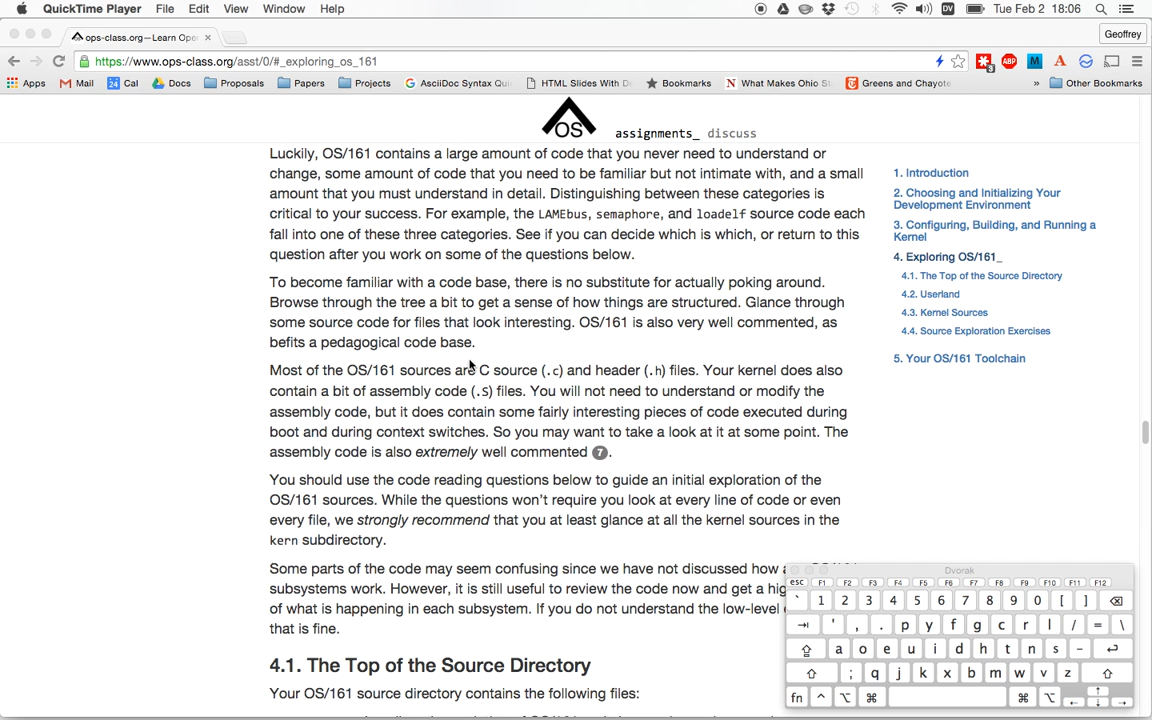 QuickTime Player File Edit View Window Help DV Tue Feb 2 18:06
ops-class.org—Learn Oper Geoffrey
https://www.ops-class.org/asst/0/#_exploring_os_161
Apps Mail Cal Docs Proposals Papers Projects AsciiDoc Syntax Qui HTML Slides With D Bookmarks What Makes Ohio St Greens and Chayote » Other Bookmarks
OS assignments_ discuss
Luckily, OS/161 contains a large amount of code that you never need to understand or
change, some amount of code that you need to be familiar but not intimate with, and a small
amount that you must understand in detail. Distinguishing between these categories is
critical to your success. For example, the LAMEbus, semaphore, and loadelf source code each
fall into one of these three categories. See if you can decide which is which, or return to this
question after you work on some of the questions below.
To become familiar with a code base, there is no substitute for actually poking around.
Browse through the tree a bit to get a sense of how things are structured. Glance through
some source code for files that look interesting. OS/161 is also very well commented, as
befits a pedagogical code base.
Most of the OS/161 sources are C source (.c) and header (.h) files. Your kernel does also
contain a bit of assembly code (.S) files. You will not need to understand or modify the
assembly code, but it does contain some fairly interesting pieces of code executed during
boot and during context switches. So you may want to take a look at it at some point. The
assembly code is also extremely well commented 7.
You should use the code reading questions below to guide an initial exploration of the
OS/161 sources. While the questions won't require you look at every line of code or even
every file, we strongly recommend that you at least glance at all the kernel sources in the
kern subdirectory.
Some parts of the code may seem confusing since we have not discussed how
subsystems work. However, it is still useful to review the code now and get a hig
of what is happening in each subsystem. If you do not understand the low-level
that is fine.
4.1. The Top of the Source Directory
Your OS/161 source directory contains the following files:
1. Introduction
2. Choosing and Initializing Your
Development Environment
3. Configuring, Building, and Running a
Kernel
4. Exploring OS/161_
4.1. The Top of the Source Directory
4.2. Userland
4.3. Kernel Sources
4.4. Source Exploration Exercises
5. Your OS/161 Toolchain
Dvorak
esc F1 F2 F3 F4 F5 F6 F7 F8 F9 F10 F11 F12
` 1 2 3 4 5 6 7 8 9 0 [ ]
' , . p y f g c r l / = \
a o e u i d h t n s -
; q j k x b m w v z
fn